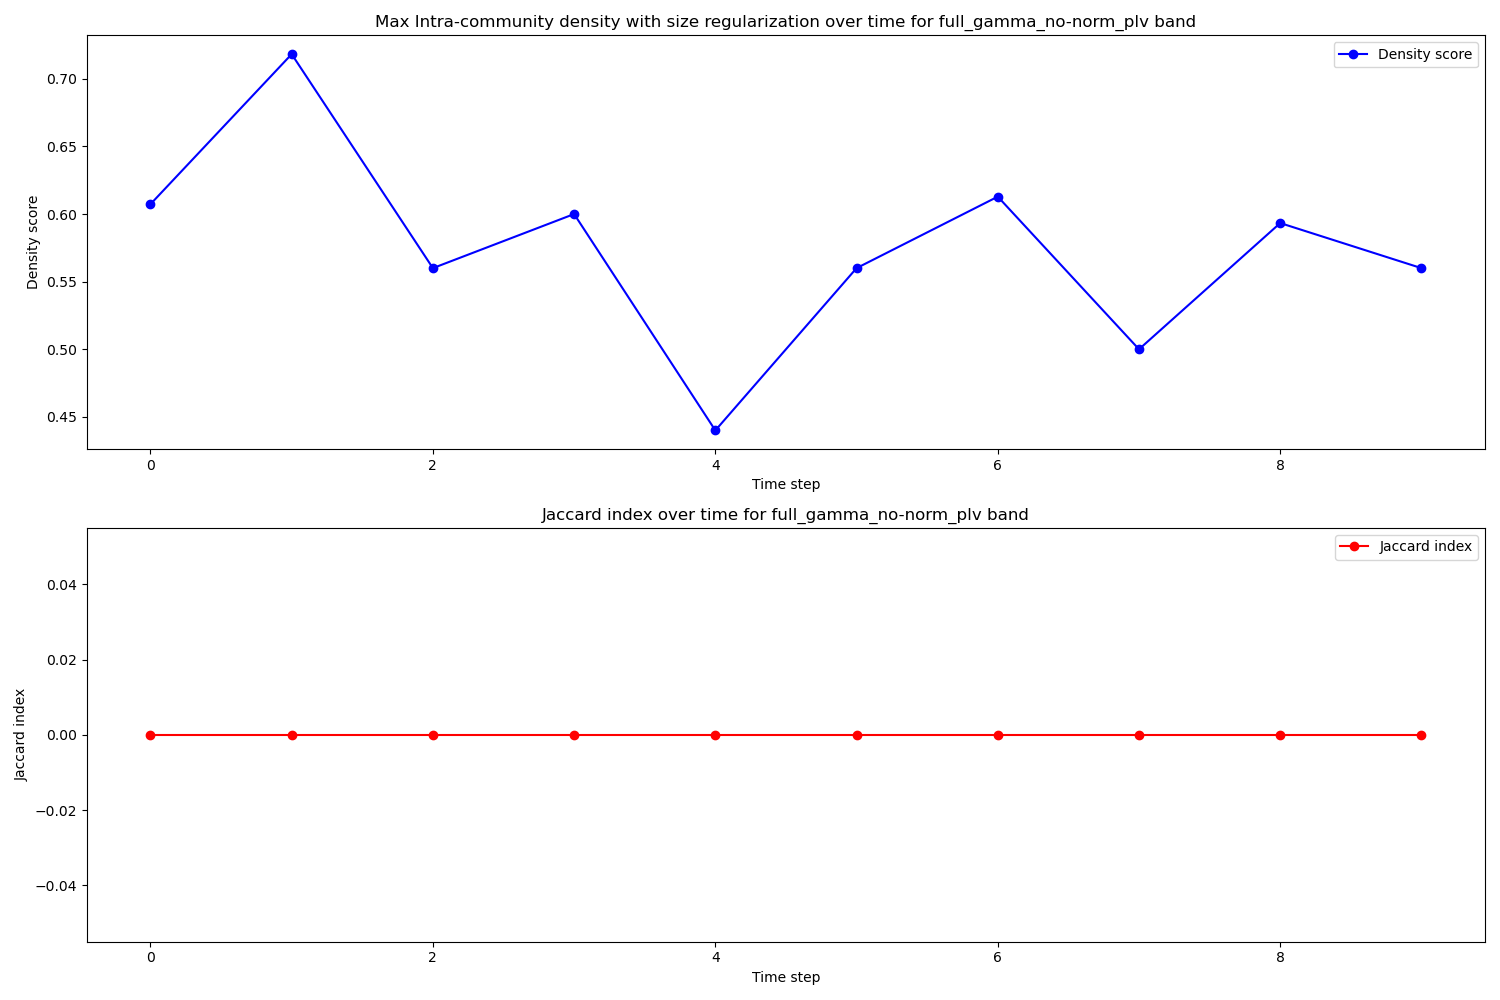 Max Intra-community density with size regularization over time for full_gamma_no-norm_plv band
Density score
0.70
0.65
0.60
0.55
0.50
0.45
Density score
0 2 4 6 8
Time step
Jaccard index over time for full_gamma_no-norm_plv band
Jaccard index
0.04
0.02
0.00
−0.02
−0.04
Jaccard index
0 2 4 6 8
Time step